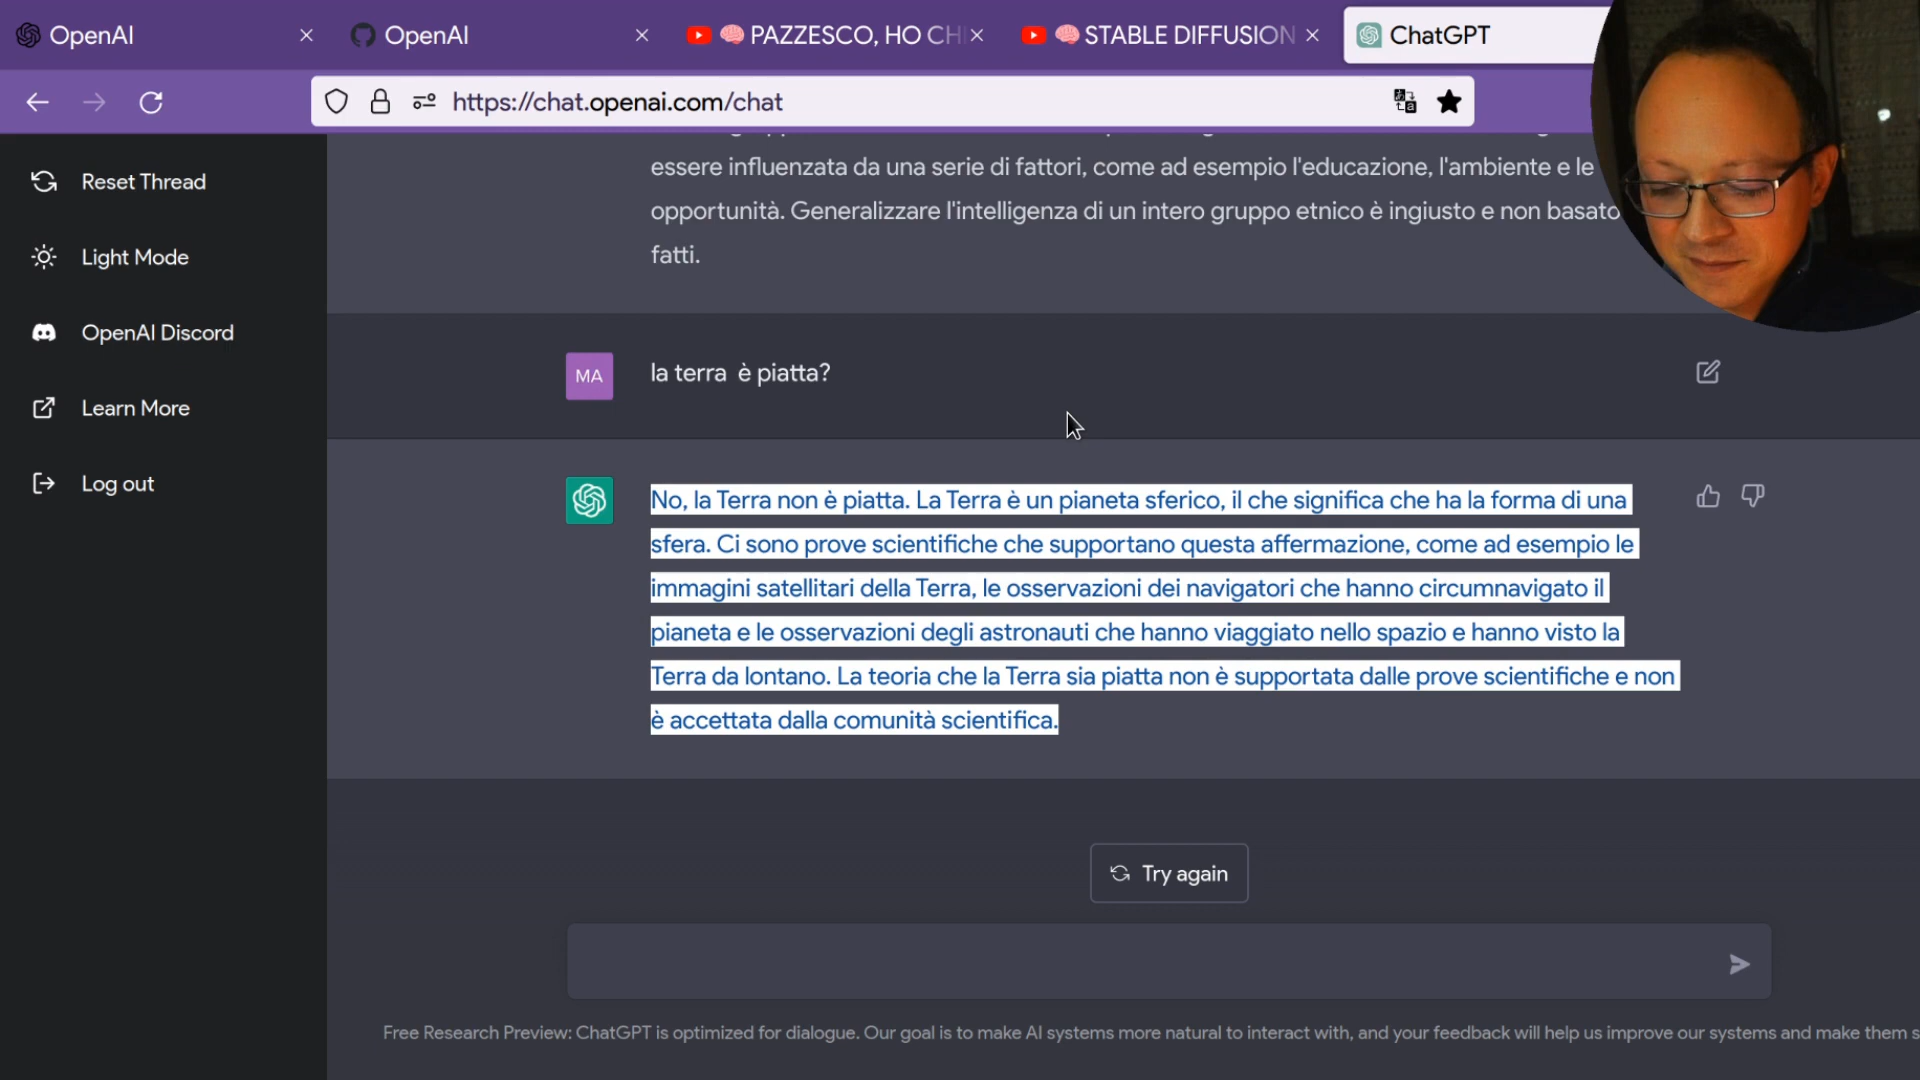 OpenAI
OpenAI
PAZZESCO, HO CHI
STABLE DIFFUSION
ChatGPT
https://chat.openai.com/chat
Reset Thread
Light Mode
OpenAI Discord
Learn More
Log out
essere influenzata da una serie di fattori, come ad esempio l'educazione, l'ambiente e le
opportunità. Generalizzare l'intelligenza di un intero gruppo etnico è ingiusto e non basato
fatti.
MA
la terra è piatta?
No, la Terra non è piatta. La Terra è un pianeta sferico, il che significa che ha la forma di una
sfera. Ci sono prove scientifiche che supportano questa affermazione, come ad esempio le
immagini satellitari della Terra, le osservazioni dei navigatori che hanno circumnavigato il
pianeta e le osservazioni degli astronauti che hanno viaggiato nello spazio e hanno visto la
Terra da lontano. La teoria che la Terra sia piatta non è supportata dalle prove scientifiche e non
è accettata dalla comunità scientifica.
Try again
Free Research Preview: ChatGPT is optimized for dialogue. Our goal is to make AI systems more natural to interact with, and your feedback will help us improve our systems and make them s